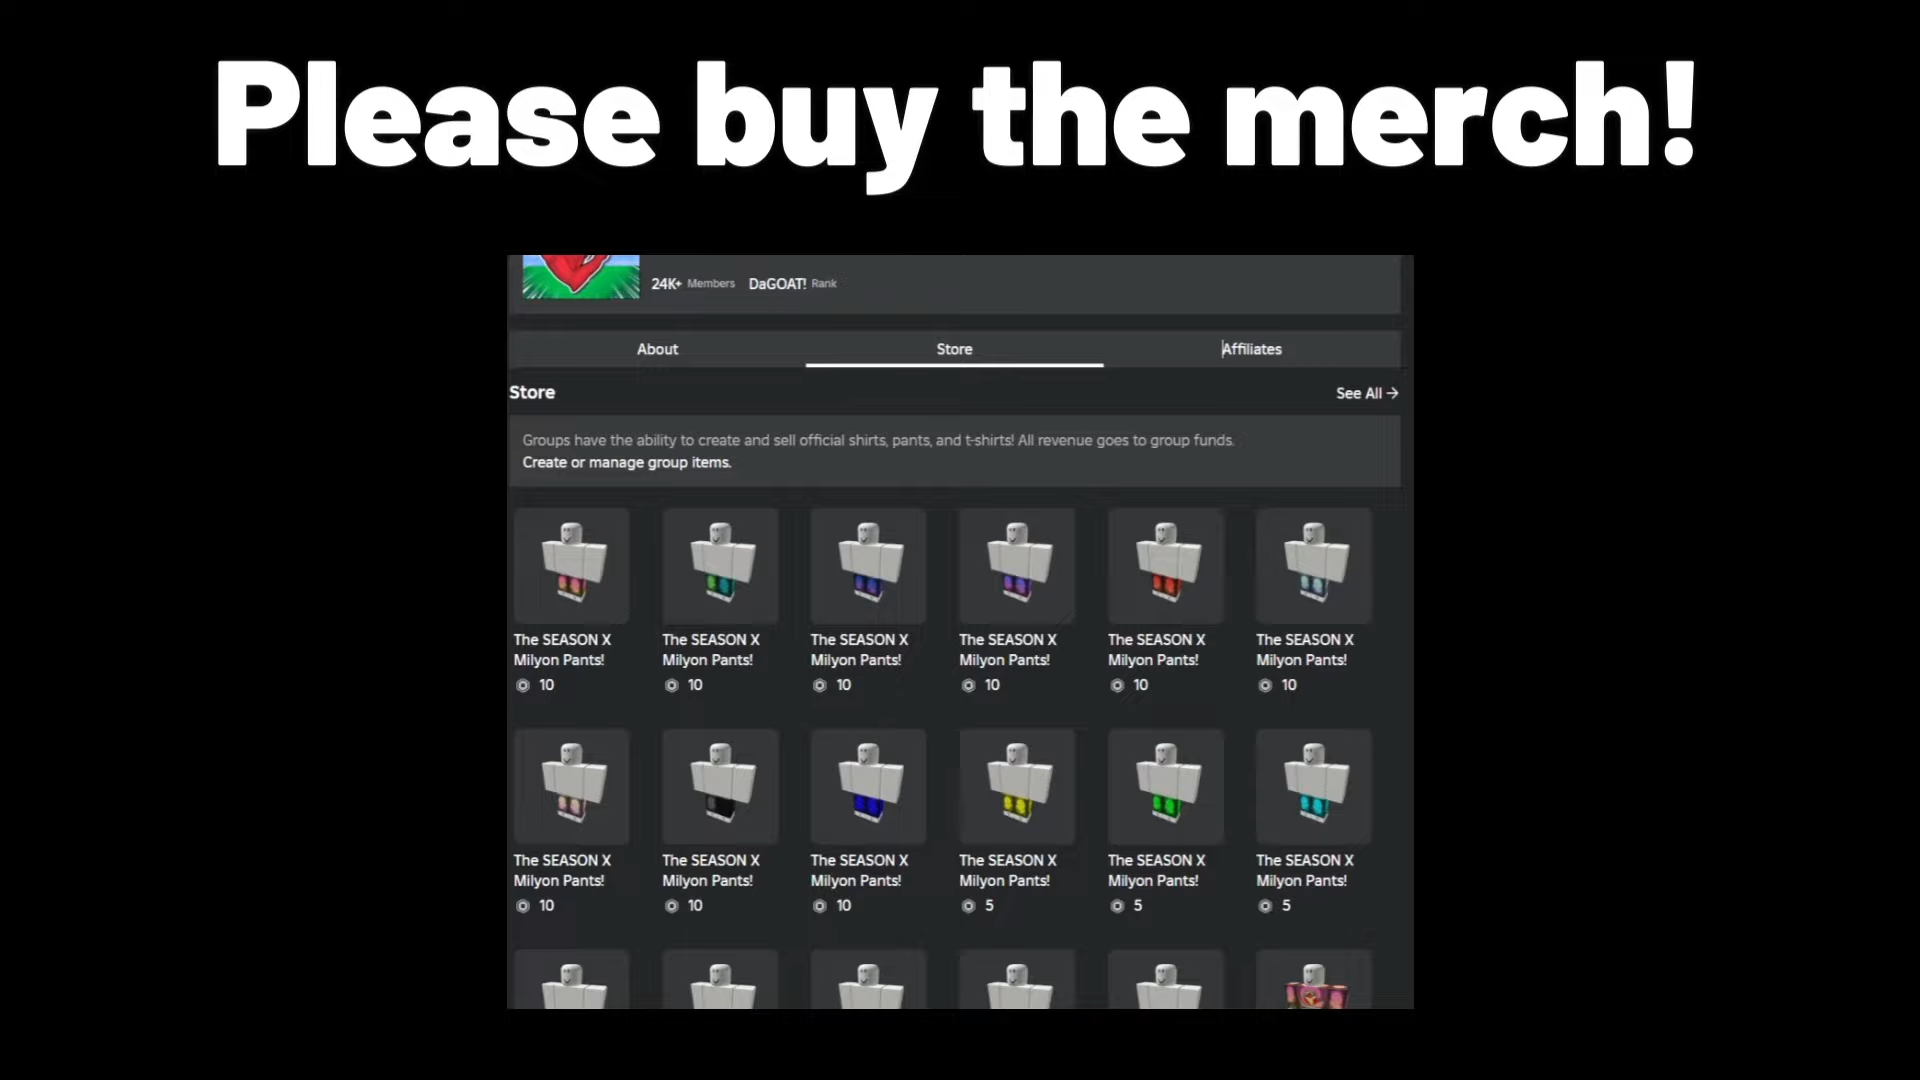 Please buy the merch!
24K+ Members DaGOAT! Rank
About Store Affiliates
Store See All →
Groups have the ability to create and sell official shirts, pants, and t-shirts! All revenue goes to group funds.
Create or manage group items.
The SEASON X The SEASON X The SEASON X The SEASON X The SEASON X The SEASON X
Milyon Pants! Milyon Pants! Milyon Pants! Milyon Pants! Milyon Pants! Milyon Pants!
10 10 10 10 10 10
The SEASON X The SEASON X The SEASON X The SEASON X The SEASON X The SEASON X
Milyon Pants! Milyon Pants! Milyon Pants! Milyon Pants! Milyon Pants! Milyon Pants!
10 10 10 5 5 5